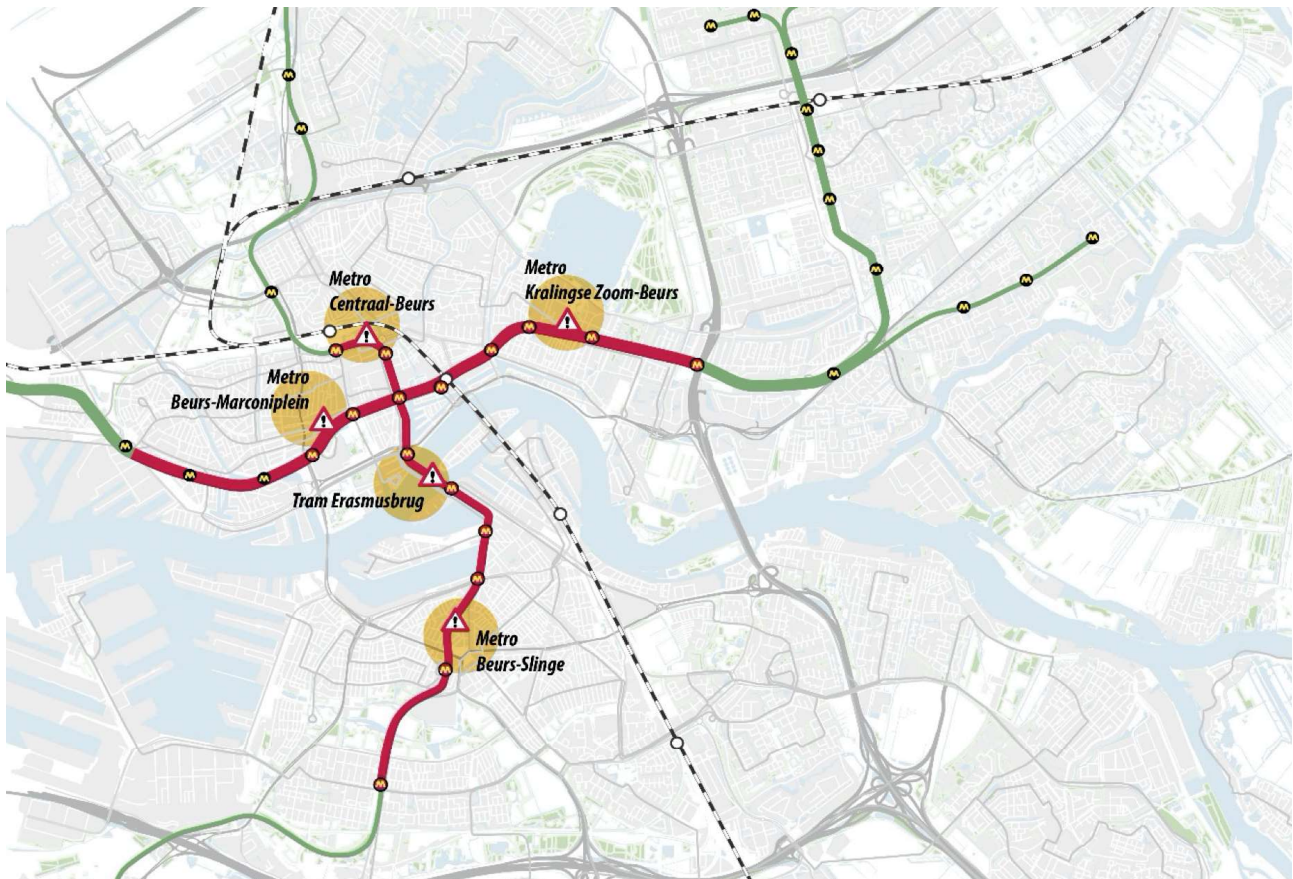 Metro
Centraal-Beurs
Metro
Kralingse Zoom-Beurs
Metro
Beurs-Marconiplein
Tram Erasmusbrug
Metro
Beurs-Slinge